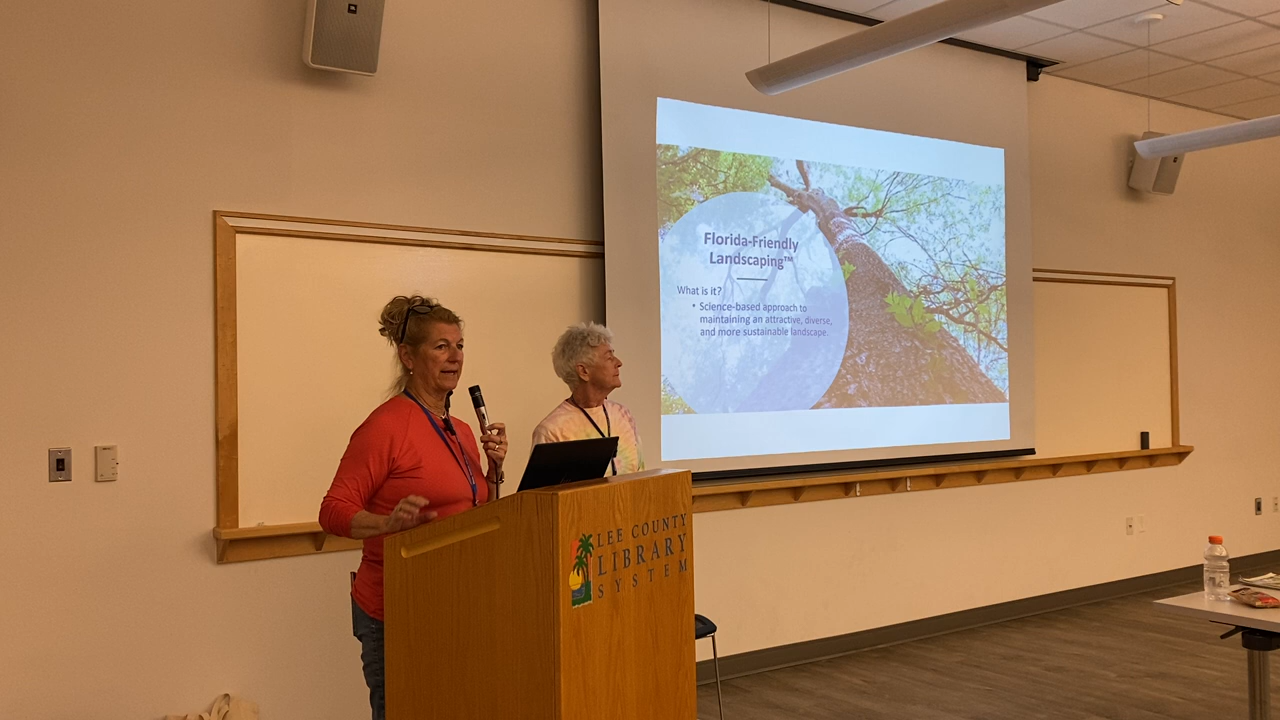 JBL
Florida-Friendly
Landscaping™
What is it?
• Science-based approach to
maintaining an attractive, diverse,
and more sustainable landscape.
LEE COUNTY
LIBRARY
SYSTEM